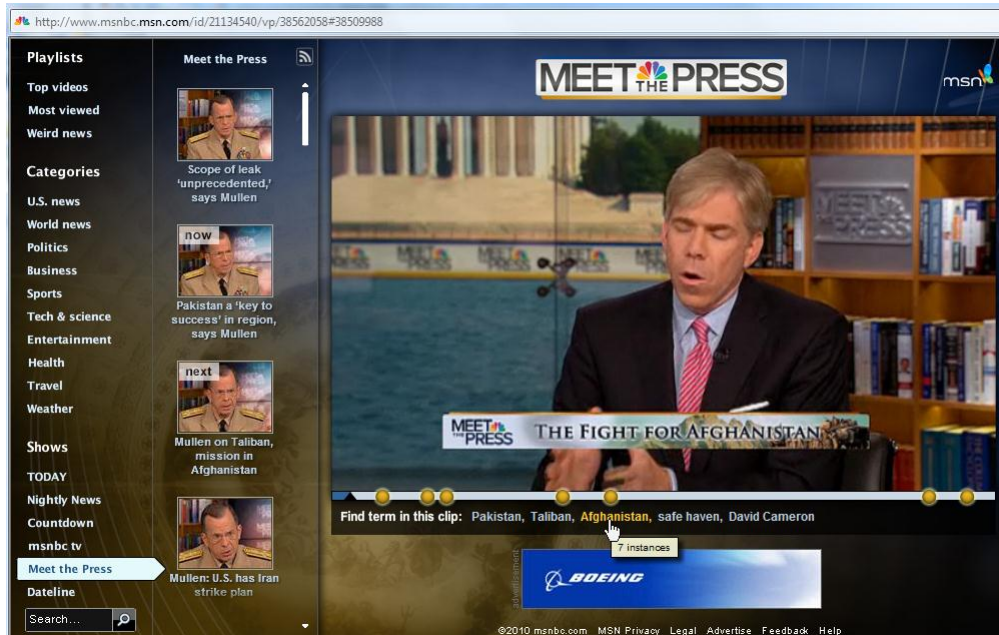 http://www.msnbc.msn.com/id/21134540/vp/38562058#38509988
Playlists
Top videos
Most viewed
Weird news
Categories
U.S. news
World news
Politics
Business
Sports
Tech & science
Entertainment
Health
Travel
Weather
Shows
TODAY
Nightly News
Countdown
msnbc tv
Meet the Press
Dateline
Search...
Meet the Press
Scope of leak
‘unprecedented,’
says Mullen
now
Pakistan a ‘key to
success’ in region,
says Mullen
next
Mullen on Taliban,
mission in
Afghanistan
Mullen: U.S. has Iran
strike plan
MEET THE PRESS
msn
MEET THE PRESS
MEET
THE PRESS
THE FIGHT FOR AFGHANISTAN
Find term in this clip: Pakistan, Taliban, Afghanistan, safe haven, David Cameron
7 instances
advertisement
BOEING
©2010 msnbc.com MSN Privacy Legal Advertise Feedback Help